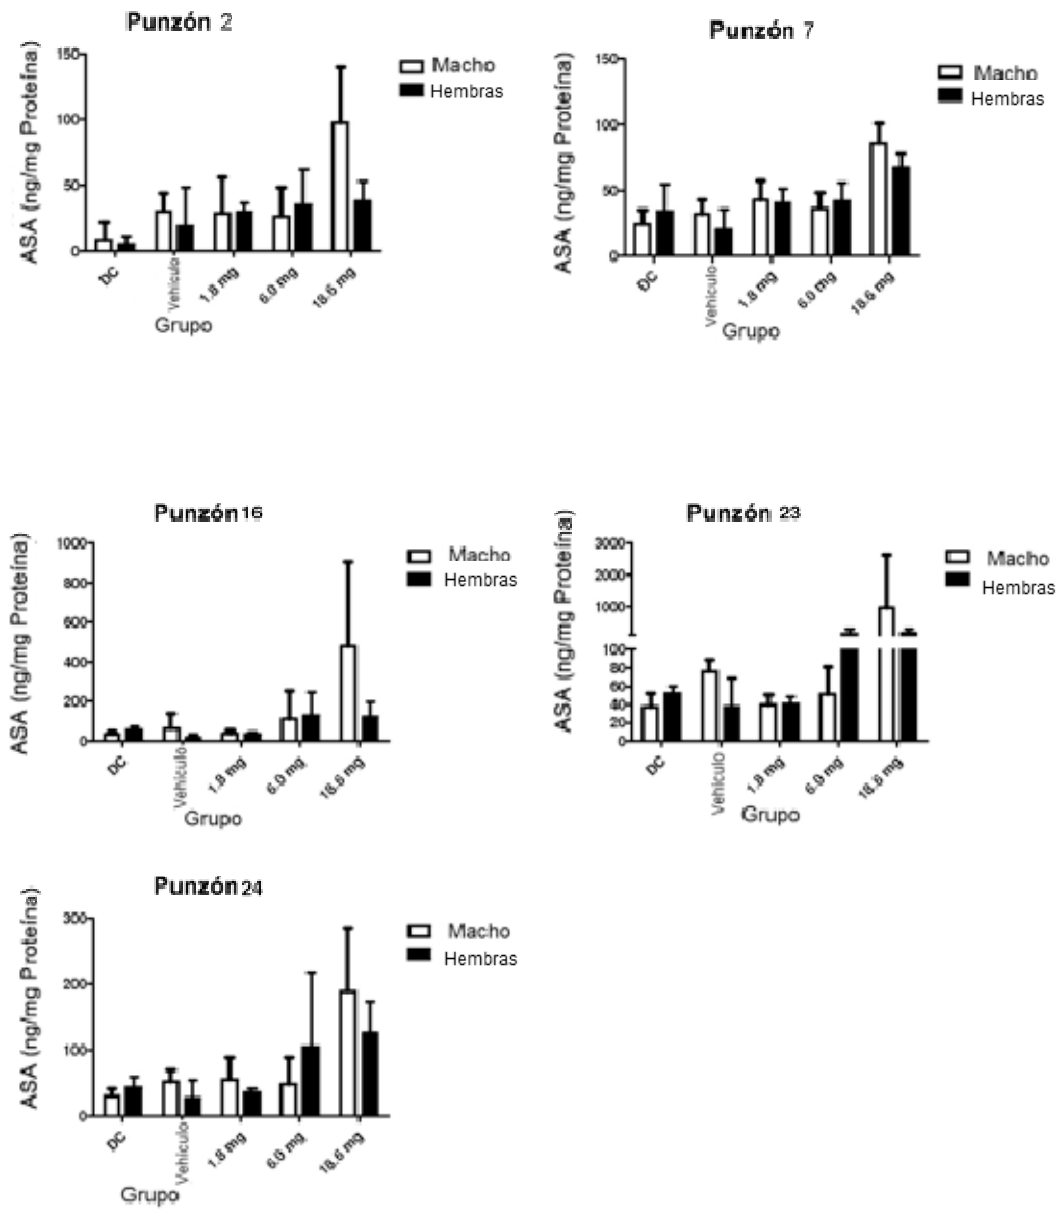 Punzón 2
ASA (ng/mg Proteína)
150
100
50
0
Macho
Hembras
DC
Vehículo
1.8 mg
6.0 mg
18.6 mg
Grupo
Punzón 7
ASA (ng/mg Proteína)
150
100
50
0
Macho
Hembras
DC
Vehículo
1.8 mg
6.0 mg
18.6 mg
Grupo
Punzón 16
ASA (ng/mg Proteína)
1000
800
600
400
200
0
Macho
Hembras
DC
Vehículo
1.8 mg
6.0 mg
18.6 mg
Grupo
Punzón 23
ASA (ng/mg Proteína)
3000
2000
1000
100
80
60
40
20
0
Macho
Hembras
DC
Vehículo
1.8 mg
6.0 mg
18.6 mg
Grupo
Punzón 24
ASA (ng/mg Proteína)
300
200
100
0
Macho
Hembras
DC
Vehículo
1.8 mg
6.0 mg
18.6 mg
Grupo